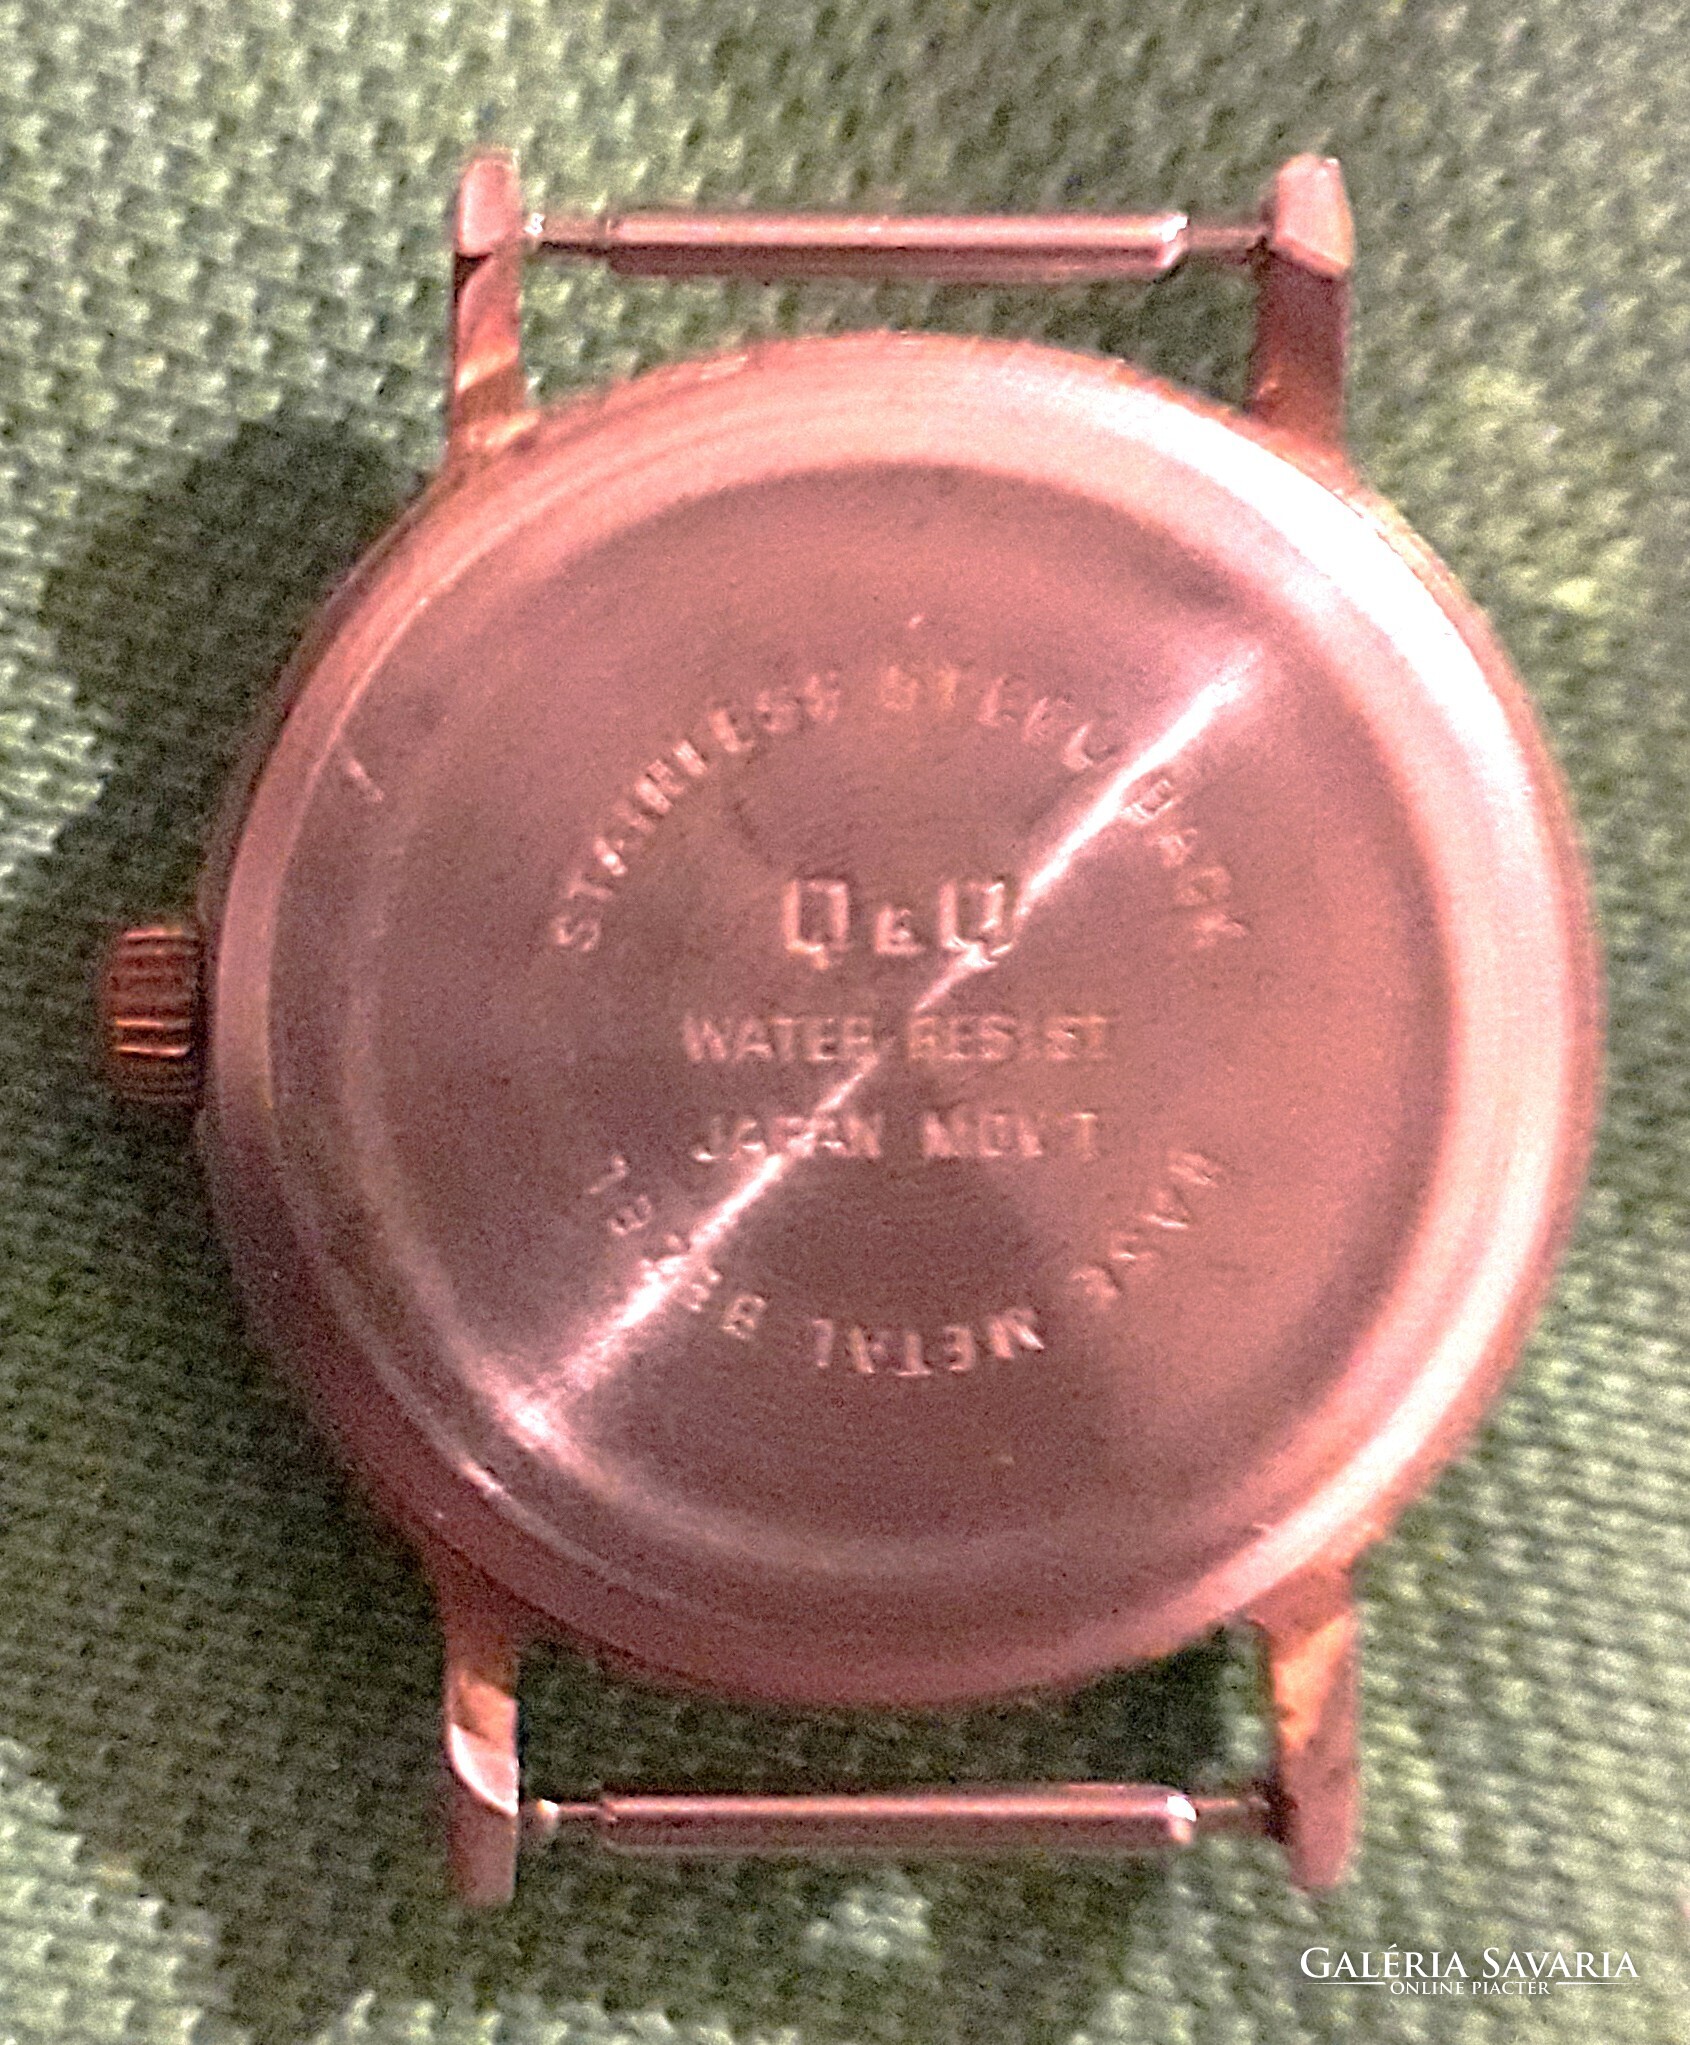 STAINLESS STEEL BACK
Q&Q
WATER RESIST
JAPAN MOV'T
BASE METAL BEZEL
GALÉRIA SAVARIA
ONLINE PIACTÉR